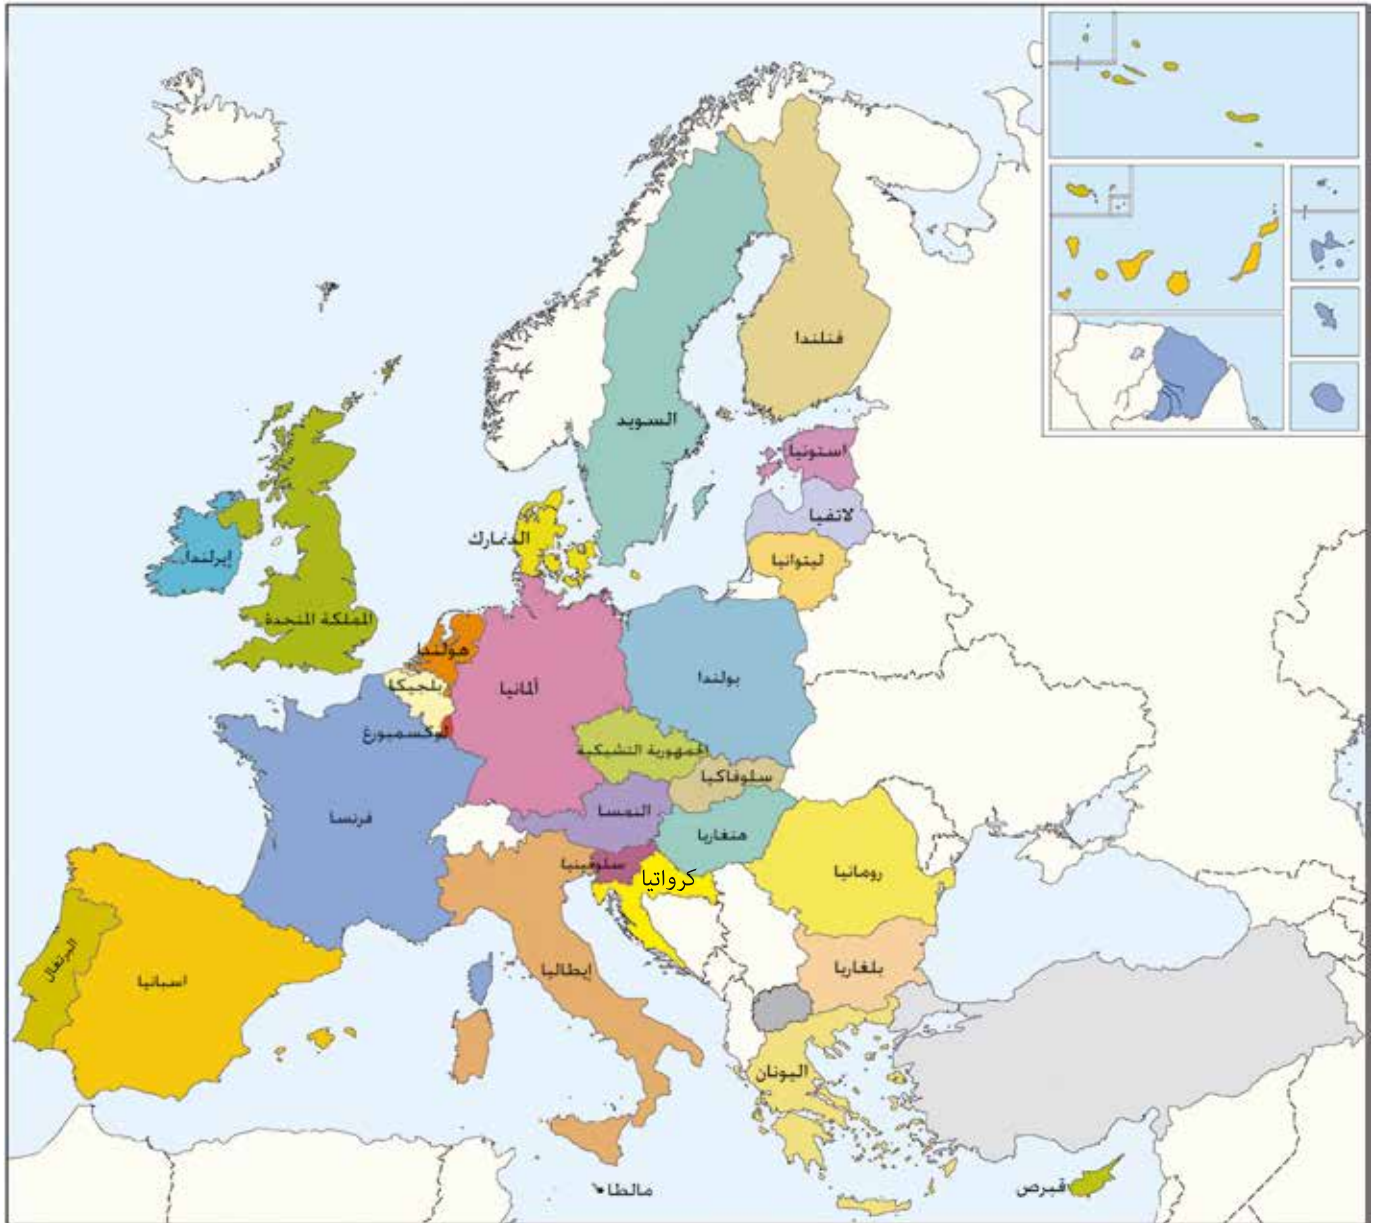 فنلندا
السويد
استونيا
لاتفيا
ليتوانيا
الدنمارك
إيرلندا
المملكة المتحدة
هولندا
بلجيكا
ألمانيا
بولندا
لوكسمبورغ
الجمهورية التشيكية
سلوفاكيا
النمسا
هنغاريا
فرنسا
سلوفينيا
كرواتيا
رومانيا
البرتغال
اسبانيا
إيطاليا
بلغاريا
اليونان
مالطا
قبرص